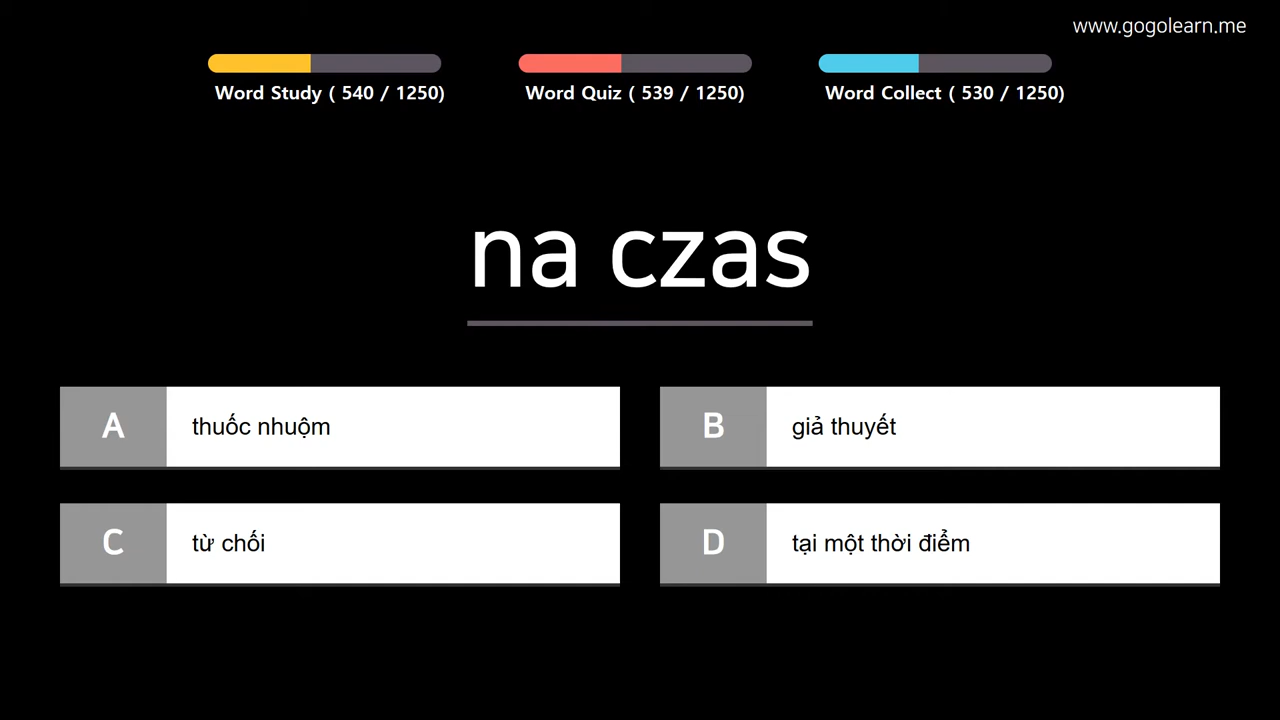 www.gogolearn.me
Word Study ( 540 / 1250)
Word Quiz ( 539 / 1250)
Word Collect ( 530 / 1250)
na czas
A thuốc nhuộm
B giả thuyết
C từ chối
D tại một thời điểm